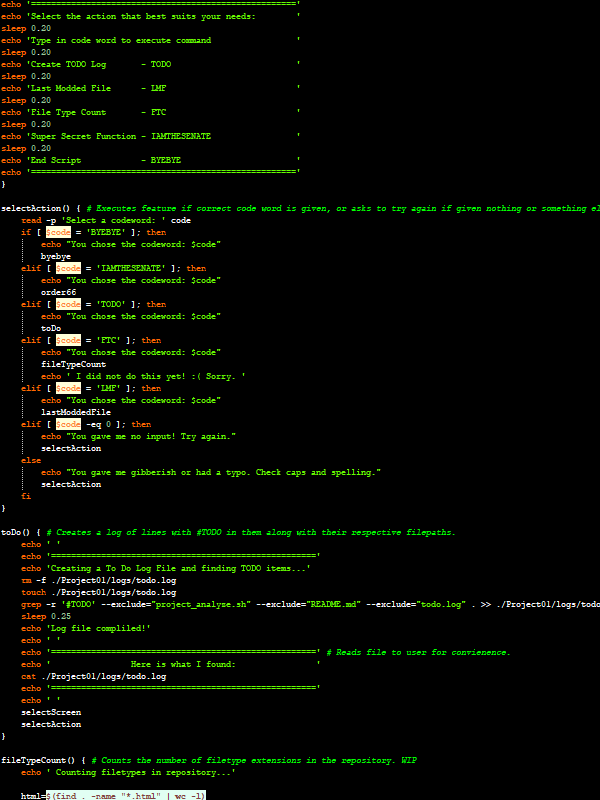 echo '====================================================='
echo 'Select the action that best suits your needs:        '
sleep 0.20
echo 'Type in code word to execute command                 '
sleep 0.20
echo 'Create TODO Log       - TODO                         '
sleep 0.20
echo 'Last Modded File      - LMF                          '
sleep 0.20
echo 'File Type Count       - FTC                          '
sleep 0.20
echo 'Super Secret Function - IAMTHESENATE                 '
sleep 0.20
echo 'End Script            - BYEBYE                       '
echo '====================================================='
}

selectAction() { # Executes feature if correct code word is given, or asks to try again if given nothing or something el
    read -p 'Select a codeword: ' code
    if [ $code = 'BYEBYE' ]; then
        echo "You chose the codeword: $code"
        byebye
    elif [ $code = 'IAMTHESENATE' ]; then
        echo "You chose the codeword: $code"
        order66
    elif [ $code = 'TODO' ]; then
        echo "You chose the codeword: $code"
        toDo
    elif [ $code = 'FTC' ]; then
        echo "You chose the codeword: $code"
        fileTypeCount
        echo ' I did not do this yet! :( Sorry. '
    elif [ $code = 'LMF' ]; then
        echo "You chose the codeword: $code"
        lastModdedFile
    elif [ $code -eq 0 ]; then
        echo "You gave me no input! Try again."
        selectAction
    else
        echo "You gave me gibberish or had a typo. Check caps and spelling."
        selectAction
    fi
}

toDo() { # Creates a log of lines with #TODO in them along with their respective filepaths.
    echo ' '
    echo '====================================================='
    echo 'Creating a To Do Log File and finding TODO items...'
    rm -f ./Project01/logs/todo.log
    touch ./Project01/logs/todo.log
    grep -r '#TODO' --exclude="project_analyze.sh" --exclude="README.md" --exclude="todo.log" . >> ./Project01/logs/todo
    sleep 0.25
    echo 'Log file compliled!'
    echo ' '
    echo '=====================================================' # Reads file to user for convienence.
    echo '                Here is what I found:                '
    cat ./Project01/logs/todo.log
    echo '====================================================='
    echo ' '
    selectScreen
    selectAction
}

fileTypeCount() { # Counts the number of filetype extensions in the repository. WIP
    echo ' Counting filetypes in repository...'

    html=$(find . -name "*.html" | wc -l)